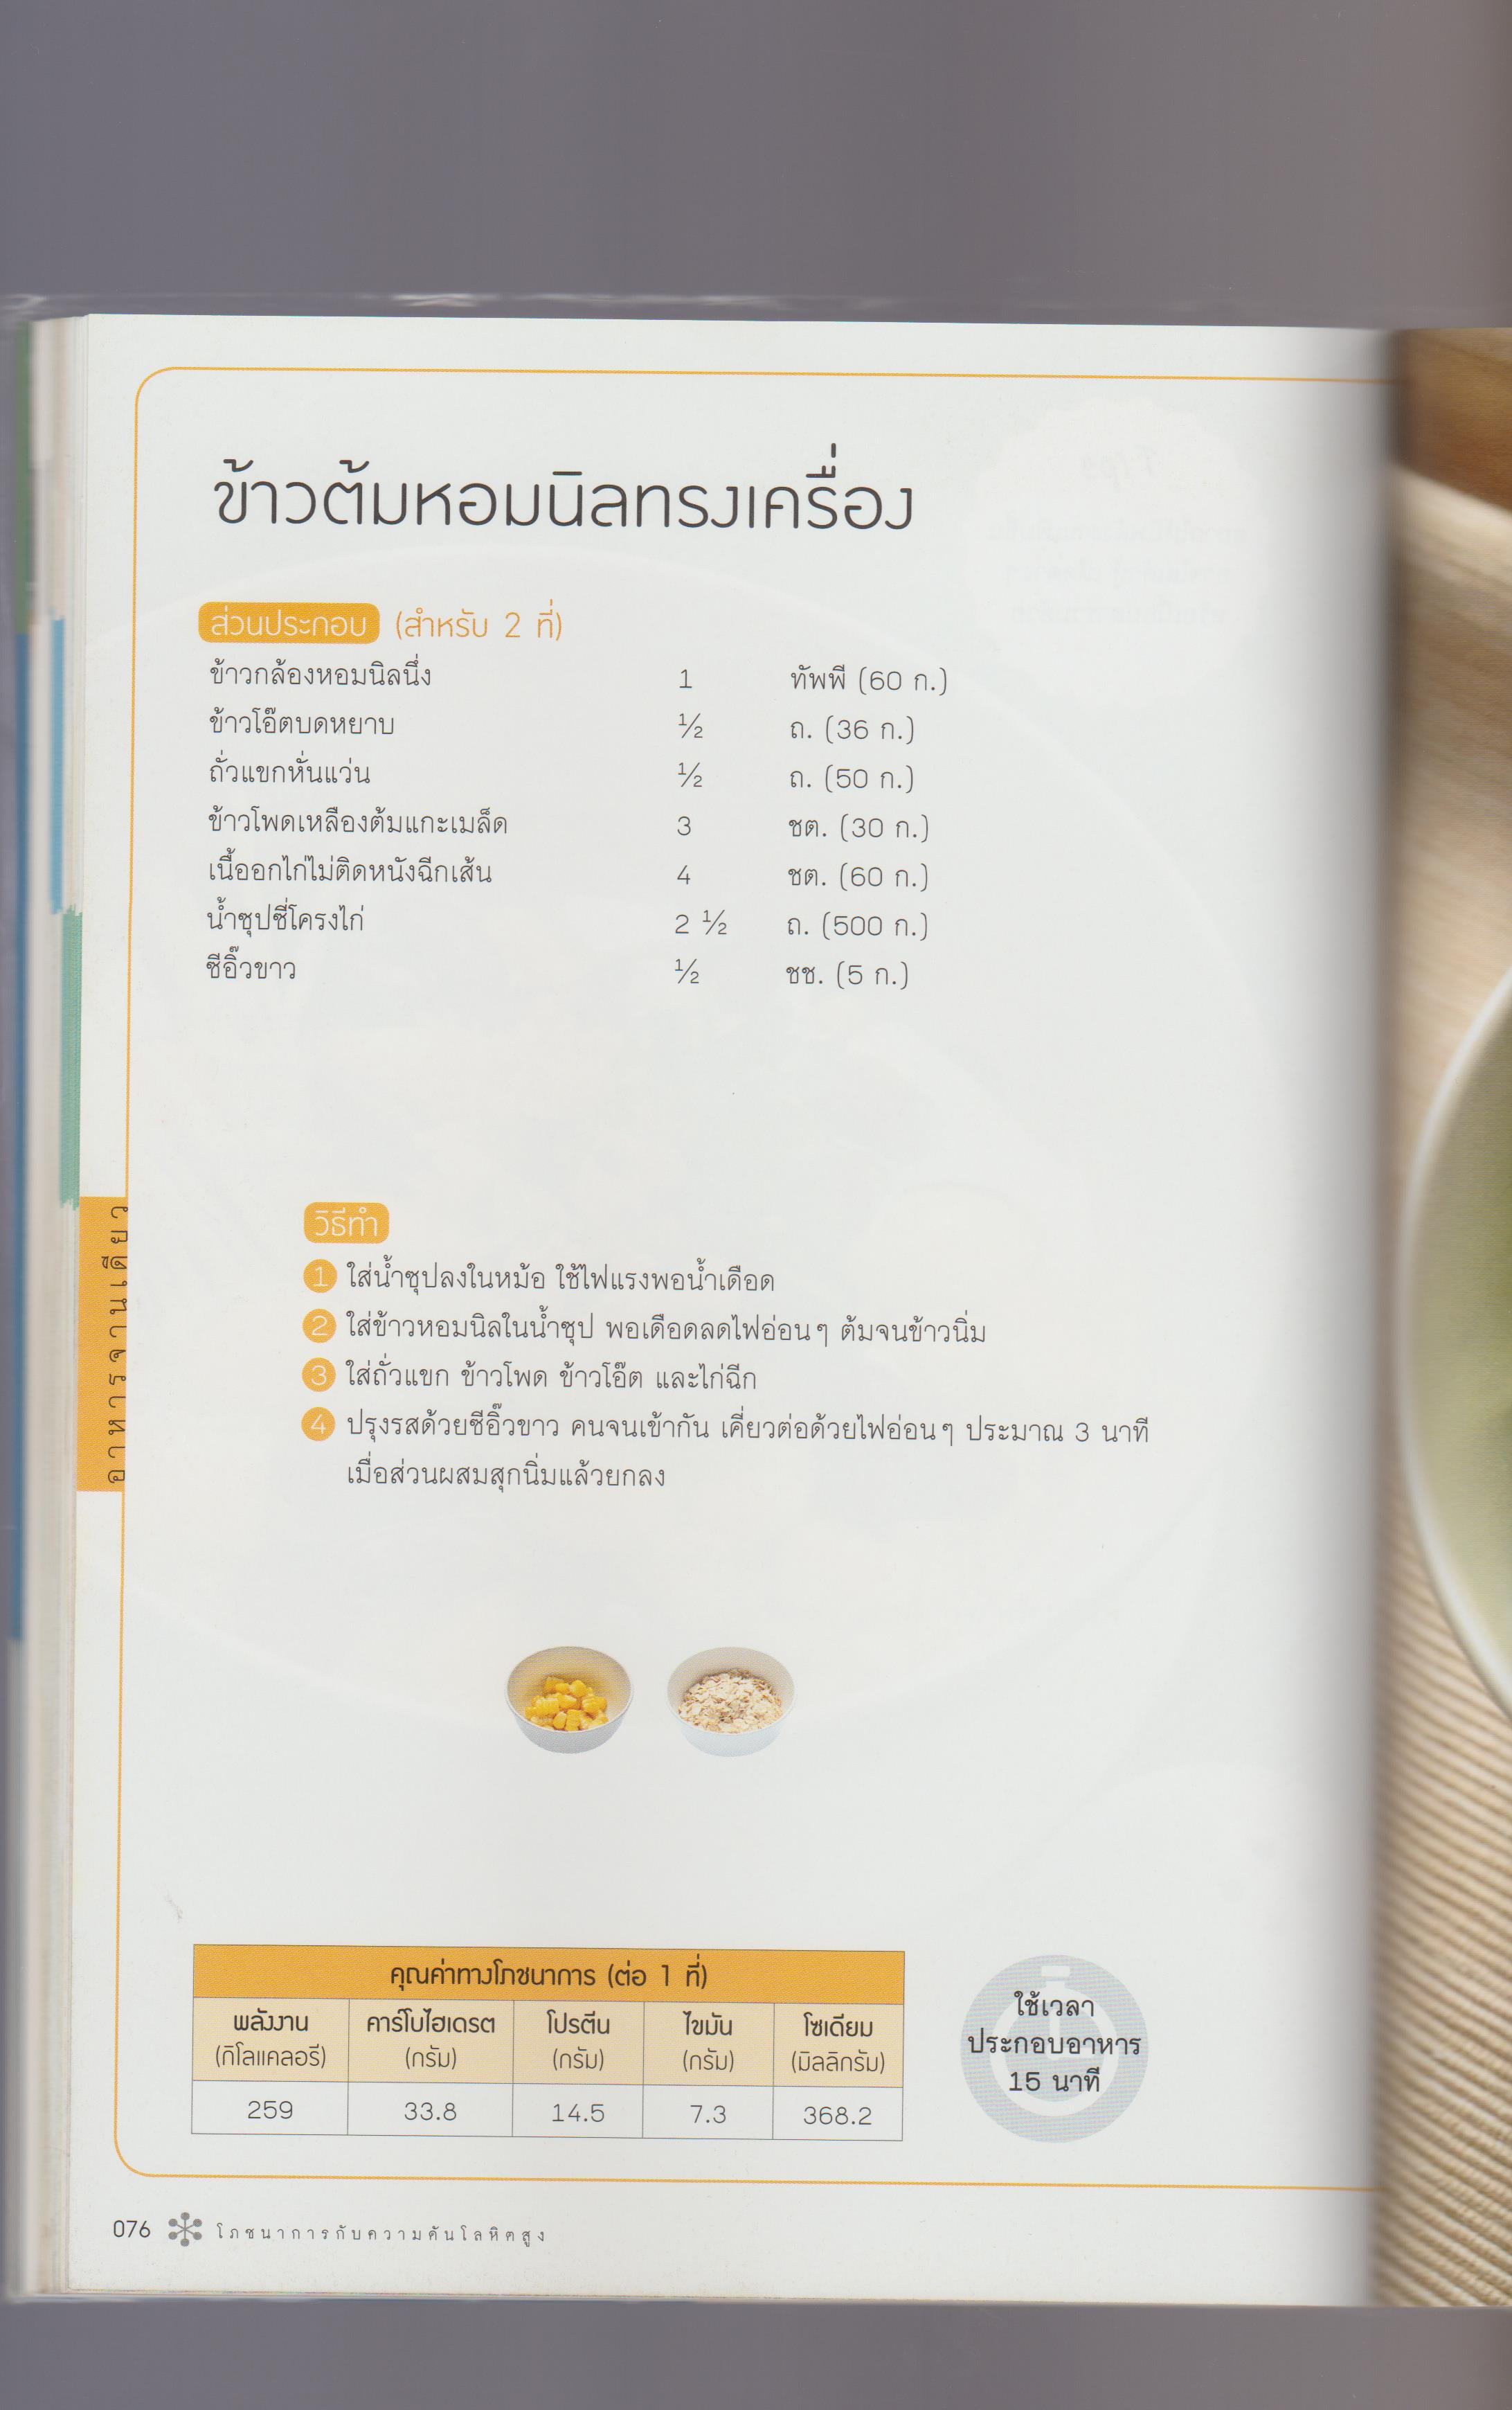 ข้าวต้มหอมนิลทรงเครื่อง
ส่วนประกอบ (สำหรับ 2 ที่)
ข้าวกล้องหอมนิลนึ่ง 1 ทัพพี (60 ก.)
ข้าวโอ๊ตบดหยาบ ½ ถ. (36 ก.)
ถั่วแขกหั่นแว่น ½ ถ. (50 ก.)
ข้าวโพดเหลืองต้มแกะเมล็ด 3 ชต. (30 ก.)
เนื้ออกไก่ไม่ติดหนังฉีกเส้น 4 ชต. (60 ก.)
น้ำซุปซี่โครงไก่ 2 ½ ถ. (500 ก.)
ซีอิ๊วขาว ½ ชช. (5 ก.)
อาหารจานเดียว
วิธีทำ
1 ใส่น้ำซุปลงในหม้อ ใช้ไฟแรงพอน้ำเดือด
2 ใส่ข้าวหอมนิลในน้ำซุป พอเดือดลดไฟอ่อนๆ ต้มจนข้าวนิ่ม
3 ใส่ถั่วแขก ข้าวโพด ข้าวโอ๊ต และไก่ฉีก
4 ปรุงรสด้วยซีอิ๊วขาว คนจนเข้ากัน เคี่ยวต่อด้วยไฟอ่อนๆ ประมาณ 3 นาที
เมื่อส่วนผสมสุกนิ่มแล้วยกลง
คุณค่าทางโภชนาการ (ต่อ 1 ที่)
พลังงาน คาร์โบไฮเดรต โปรตีน ไขมัน โซเดียม
(กิโลแคลอรี) (กรัม) (กรัม) (กรัม) (มิลลิกรัม)
259 33.8 14.5 7.3 368.2
ใช้เวลา
ประกอบอาหาร
15 นาที
076 โภชนาการกับความดันโลหิตสูง